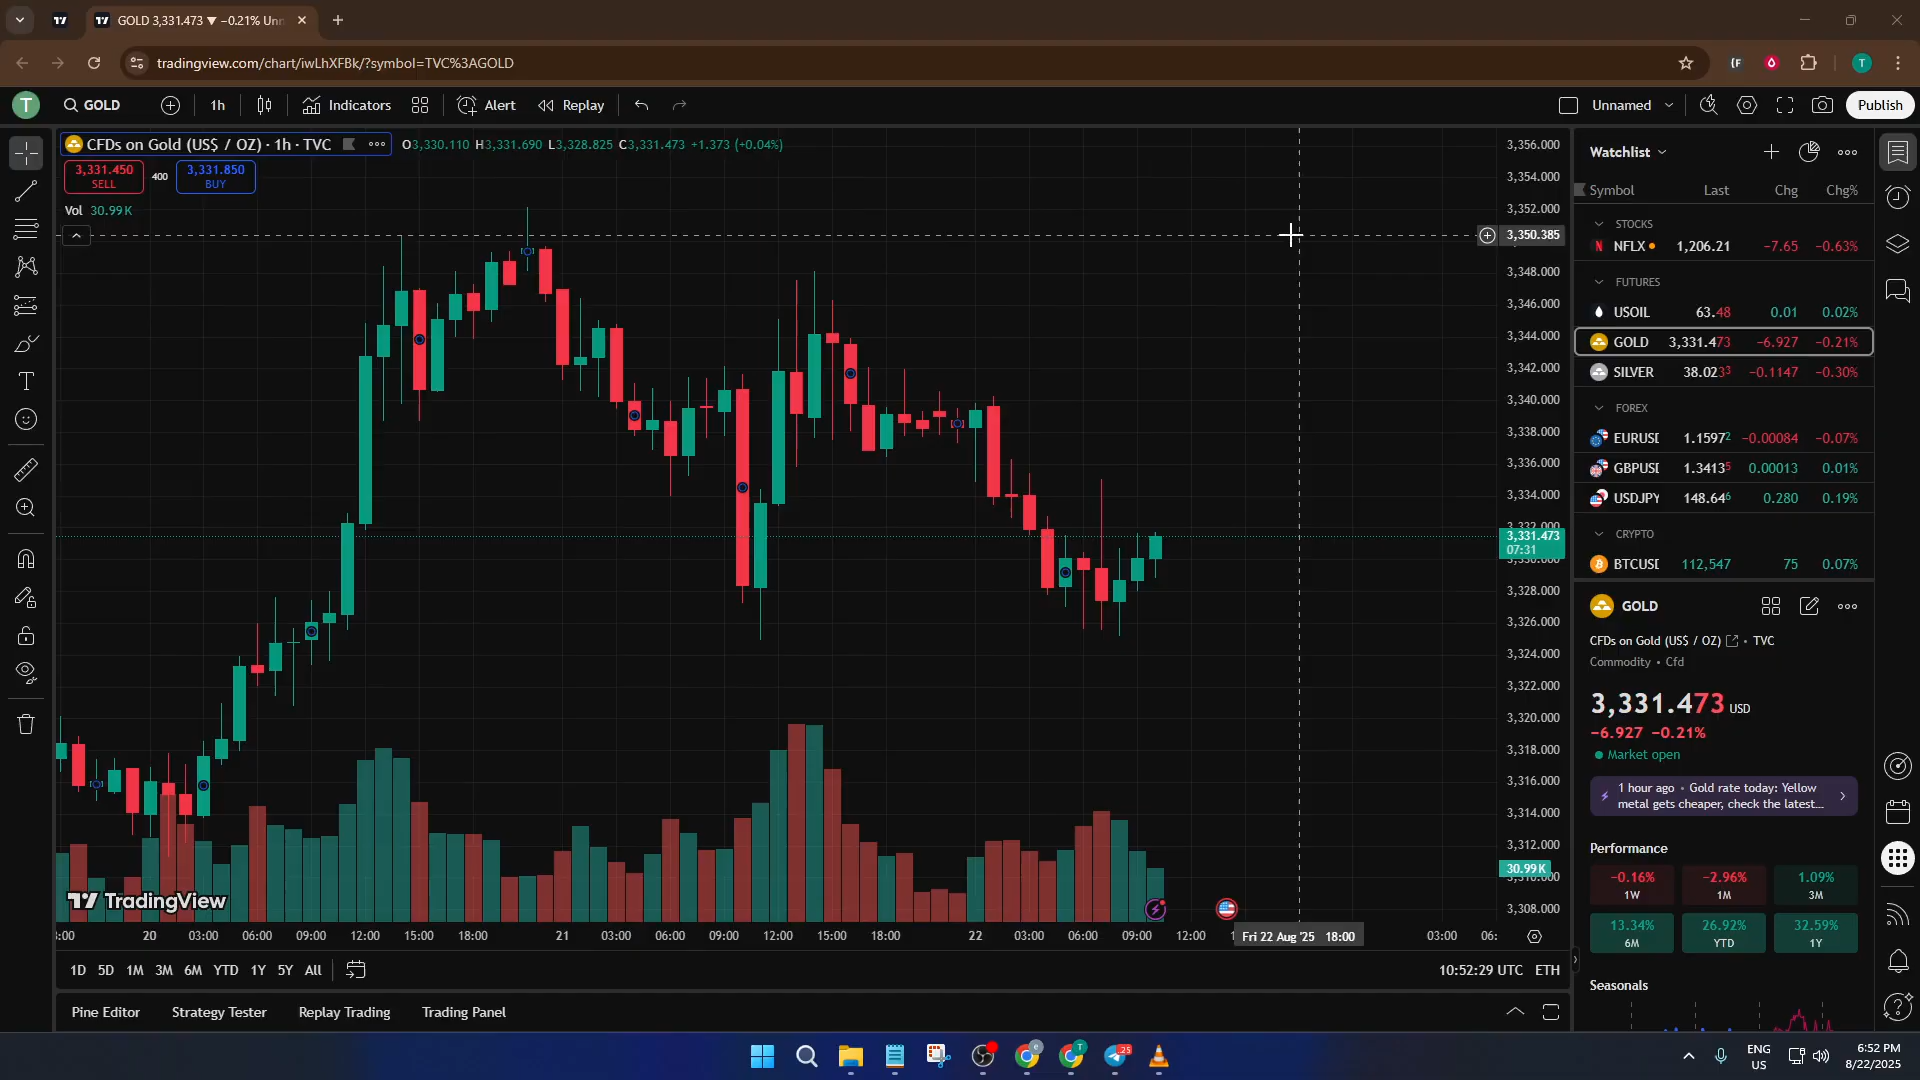 GOLD 3,331.473 ▼ −0.21% Unn
tradingview.com/chart/iwLhXFBk/?symbol=TVC%3AGOLD
T
T
GOLD
1h
Indicators
Alert
Replay
Unnamed
Publish
CFDs on Gold (US$ / OZ) · 1h · TVC
O3,330.110 H3,331.690 L3,328.825 C3,331.473 +1.373 (+0.04%)
3,331.450
SELL
400
3,331.850
BUY
Vol 30.99K
3,356.000
3,354.000
3,352.000
3,350.385
3,348.000
3,346.000
3,344.000
3,342.000
3,340.000
3,338.000
3,336.000
3,334.000
3,332.000
3,331.473
07:31
3,330.000
3,328.000
3,326.000
3,324.000
3,322.000
3,320.000
3,318.000
3,316.000
3,314.000
3,312.000
30.99K
3,310.000
3,308.000
TradingView
:00 20 03:00 06:00 09:00 12:00 15:00 18:00 21 03:00 06:00 09:00 12:00 15:00 18:00 22 03:00 06:00 09:00 12:00 Fri 22 Aug '25 18:00 03:00 06:
1D 5D 1M 3M 6M YTD 1Y 5Y All
10:52:29 UTC ETH
Pine Editor Strategy Tester Replay Trading Trading Panel
Watchlist
Symbol Last Chg Chg%
STOCKS
NFLX 1,206.21 −7.65 −0.63%
FUTURES
USOIL 63.48 0.01 0.02%
GOLD 3,331.473 −6.927 −0.21%
SILVER 38.0233 −0.1147 −0.30%
FOREX
EURUSD 1.15972 −0.00084 −0.07%
GBPUSD 1.34135 0.00013 0.01%
USDJPY 148.646 0.280 0.19%
CRYPTO
BTCUSD 112,547 75 0.07%
GOLD
CFDs on Gold (US$ / OZ) • TVC
Commodity • Cfd
3,331.473 USD
−6.927 −0.21%
Market open
1 hour ago • Gold rate today: Yellow
metal gets cheaper, check the latest...
Performance
−0.16%
1W
−2.96%
1M
1.09%
3M
13.34%
6M
26.92%
YTD
32.59%
1Y
Seasonals
25
ENG
US
6:52 PM
8/22/2025